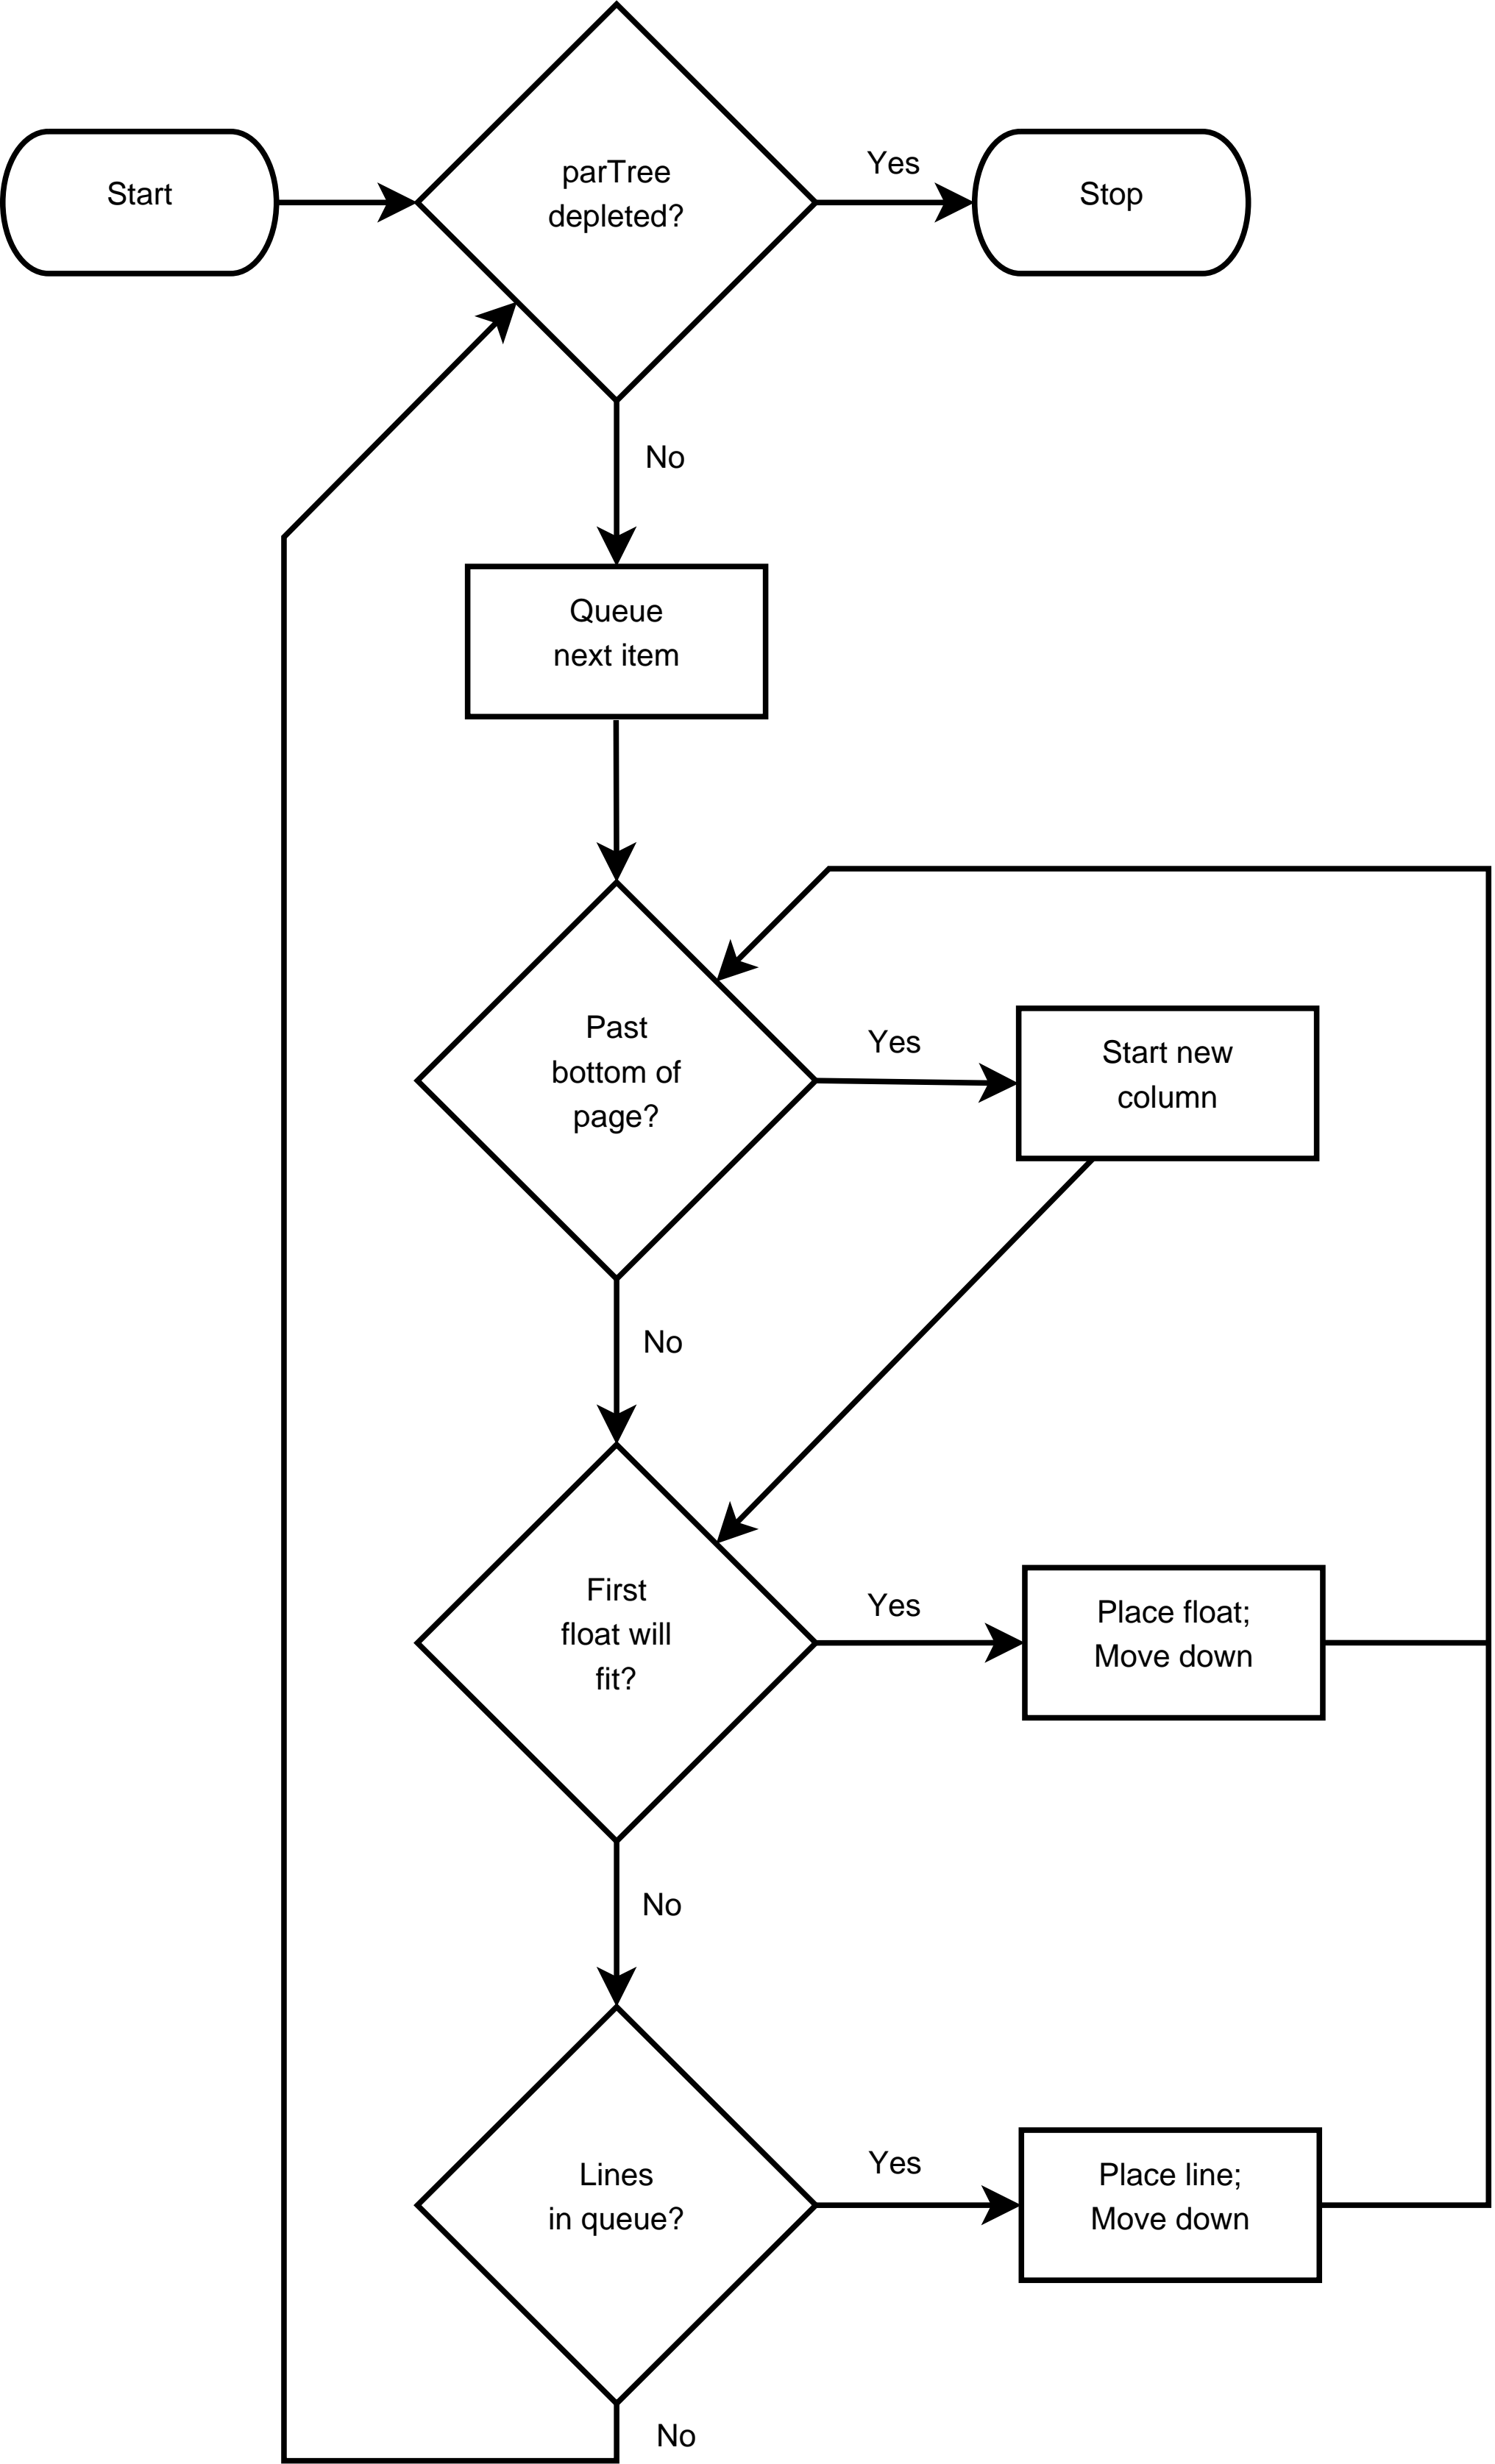 Start
parTree
depleted?
Yes
Stop
No
Queue
next item
Past
bottom of
page?
Yes
Start new
column
No
First
float will
fit?
Yes
Place float;
Move down
No
Lines
in queue?
Yes
Place line;
Move down
No